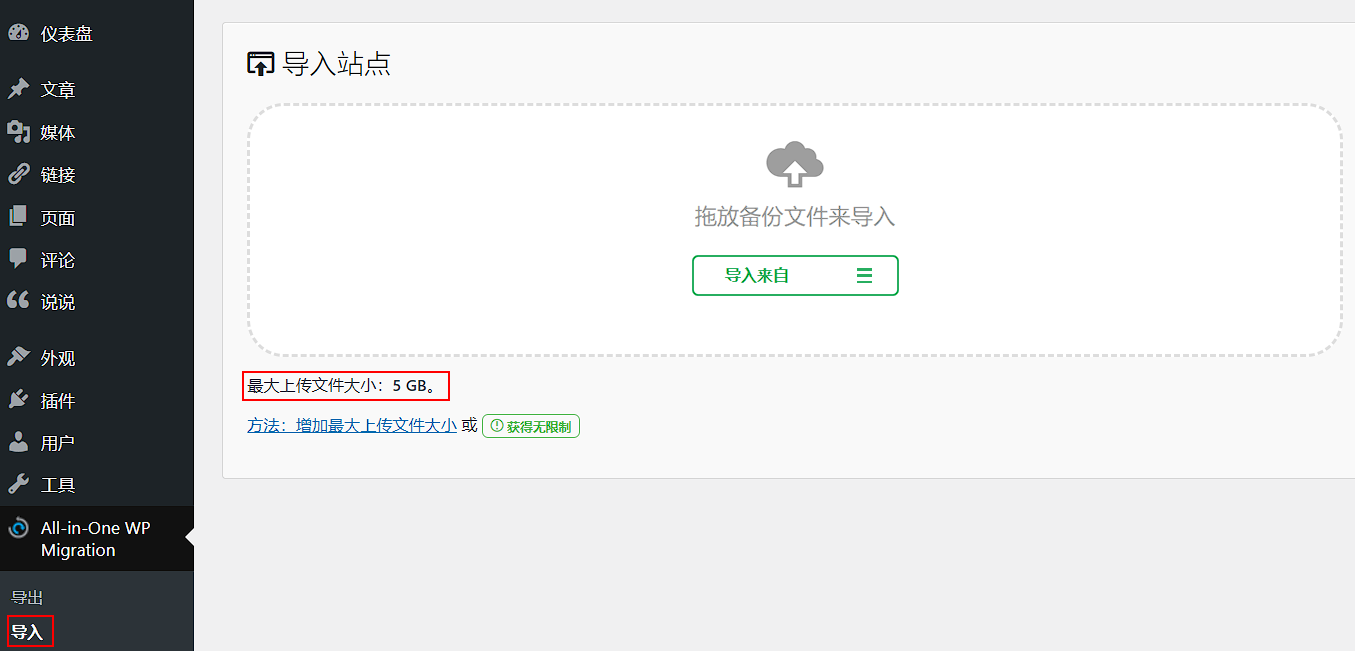 仪表盘
文章
媒体
链接
页面
评论
说说
外观
插件
用户
工具
All-in-One WP
Migration
导出
导入
导入站点
拖放备份文件来导入
导入来自
最大上传文件大小：5 GB。
方法：增加最大上传文件大小 或 获得无限制